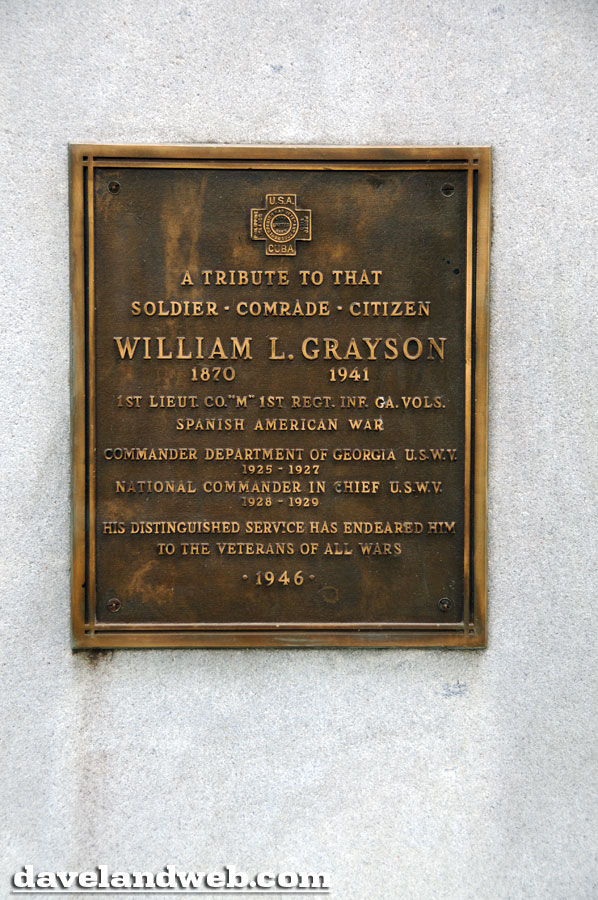 U.S.A.
CUBA
A TRIBUTE TO THAT
SOLDIER - COMRADE - CITIZEN
WILLIAM L. GRAYSON
1870 1941
1ST LIEUT. CO. "M" 1ST REGT. INF. GA. VOLS.
SPANISH AMERICAN WAR
COMMANDER DEPARTMENT OF GEORGIA U.S.W.V.
1925 - 1927
NATIONAL COMMANDER IN CHIEF U.S.W.V.
1928 - 1929
HIS DISTINGUISHED SERVICE HAS ENDEARED HIM
TO THE VETERANS OF ALL WARS
· 1946 ·
davelandweb.com